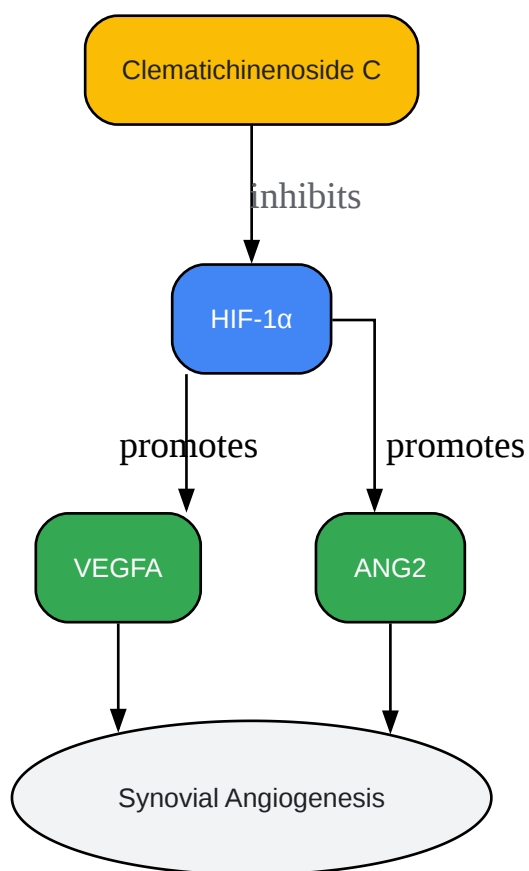 Clematichinenoside C
inhibits
HIF-1α
promotes
promotes
VEGFA
ANG2
Synovial Angiogenesis